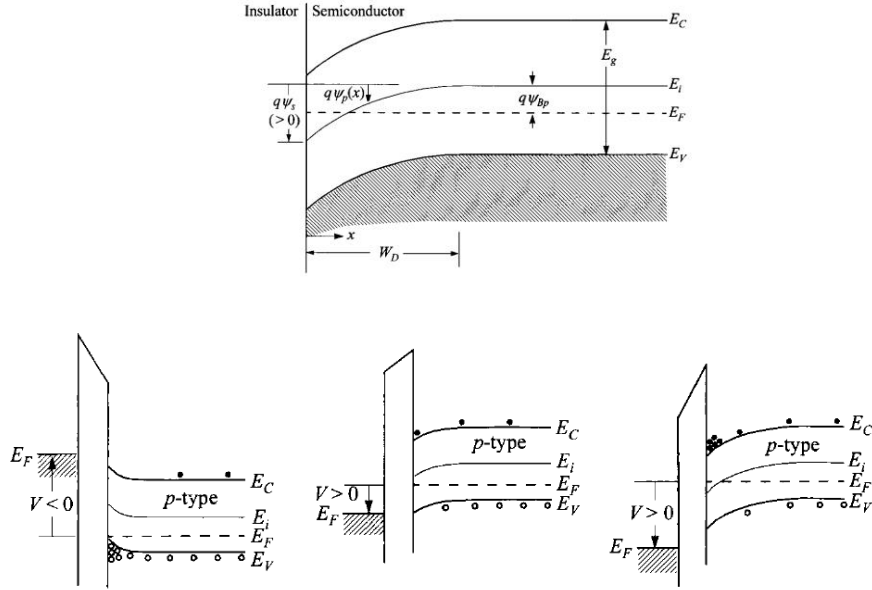 Insulator Semiconductor
E_C
E_g
E_i
qψ_s
(>0)
qψ_p(x)
qψ_Bp
E_F
E_V
x
W_D
E_F
V < 0
E_C
p-type
E_i
E_F
E_V
E_C
p-type
E_i
V > 0
E_F
E_F
E_V
E_C
p-type
E_i
E_F
V > 0
E_V
E_F